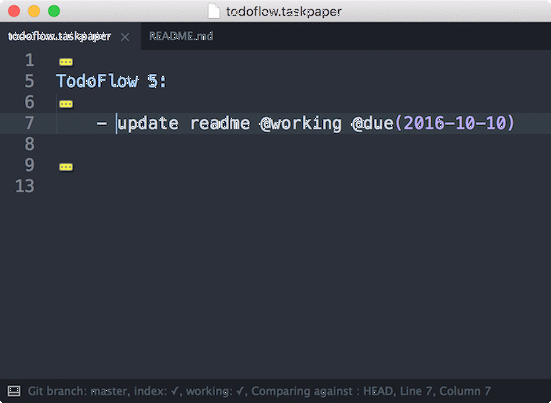 todoflow.taskpaper
todoflow.taskpaper × README.md
1
5 TodoFlow 5:
6
7 - update readme @working @due(2016-10-10)
8
9
13
Git branch: master, index: ✓, working: ✓, Comparing against : HEAD, Line 7, Column 7